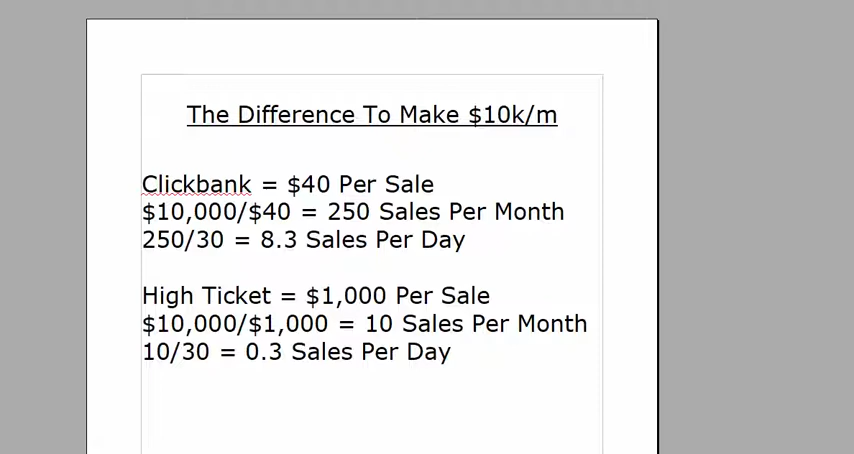 The Difference To Make $10k/m
Clickbank = $40 Per Sale
$10,000/$40 = 250 Sales Per Month
250/30 = 8.3 Sales Per Day
High Ticket = $1,000 Per Sale
$10,000/$1,000 = 10 Sales Per Month
10/30 = 0.3 Sales Per Day